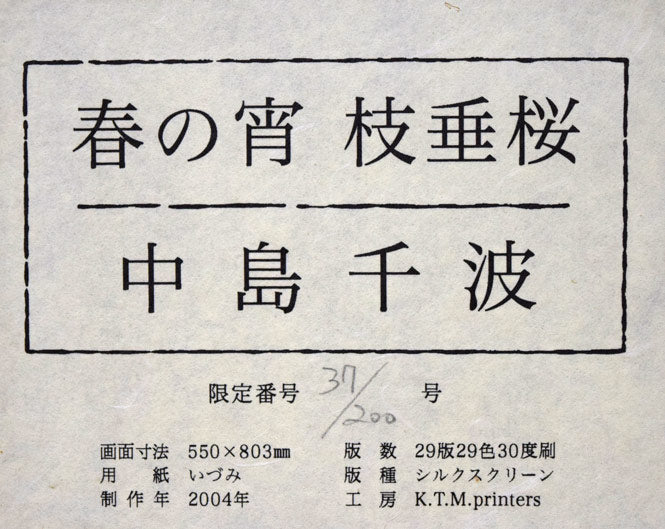 春の宵 枝垂桜
中島千波
限定番号 37/200 号
画面寸法 550×803㎜ 版数 29版29色30度刷
用紙 いづみ 版種 シルクスクリーン
制作年 2004年 工房 K.T.M.printers